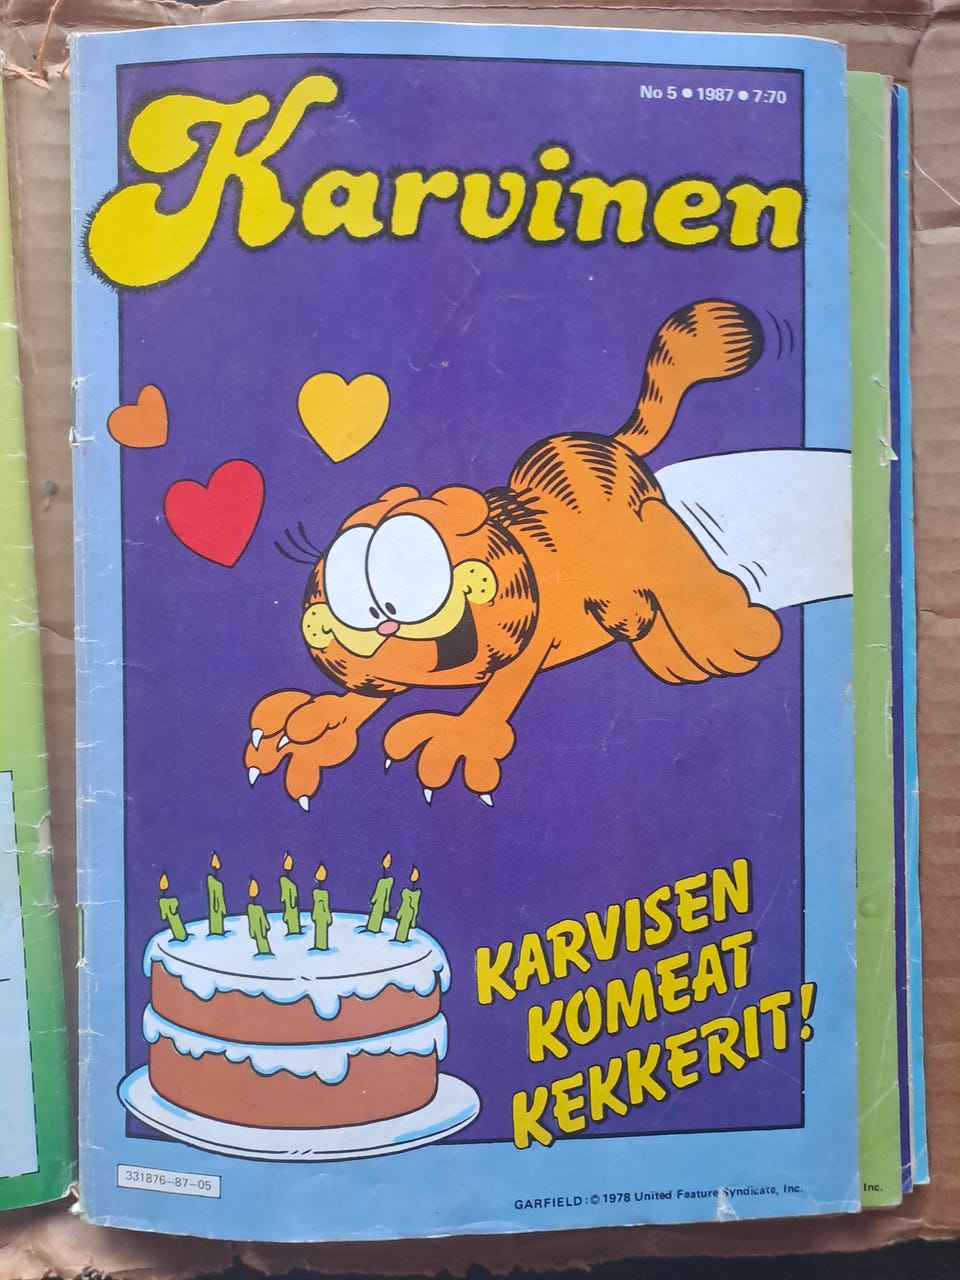 No 5 ● 1987 ● 7:70
Karvinen
KARVISEN
KOMEAT
KEKKERIT!
331876-87-05
GARFIELD: © 1978 United Feature Syndicate, Inc.
Inc.